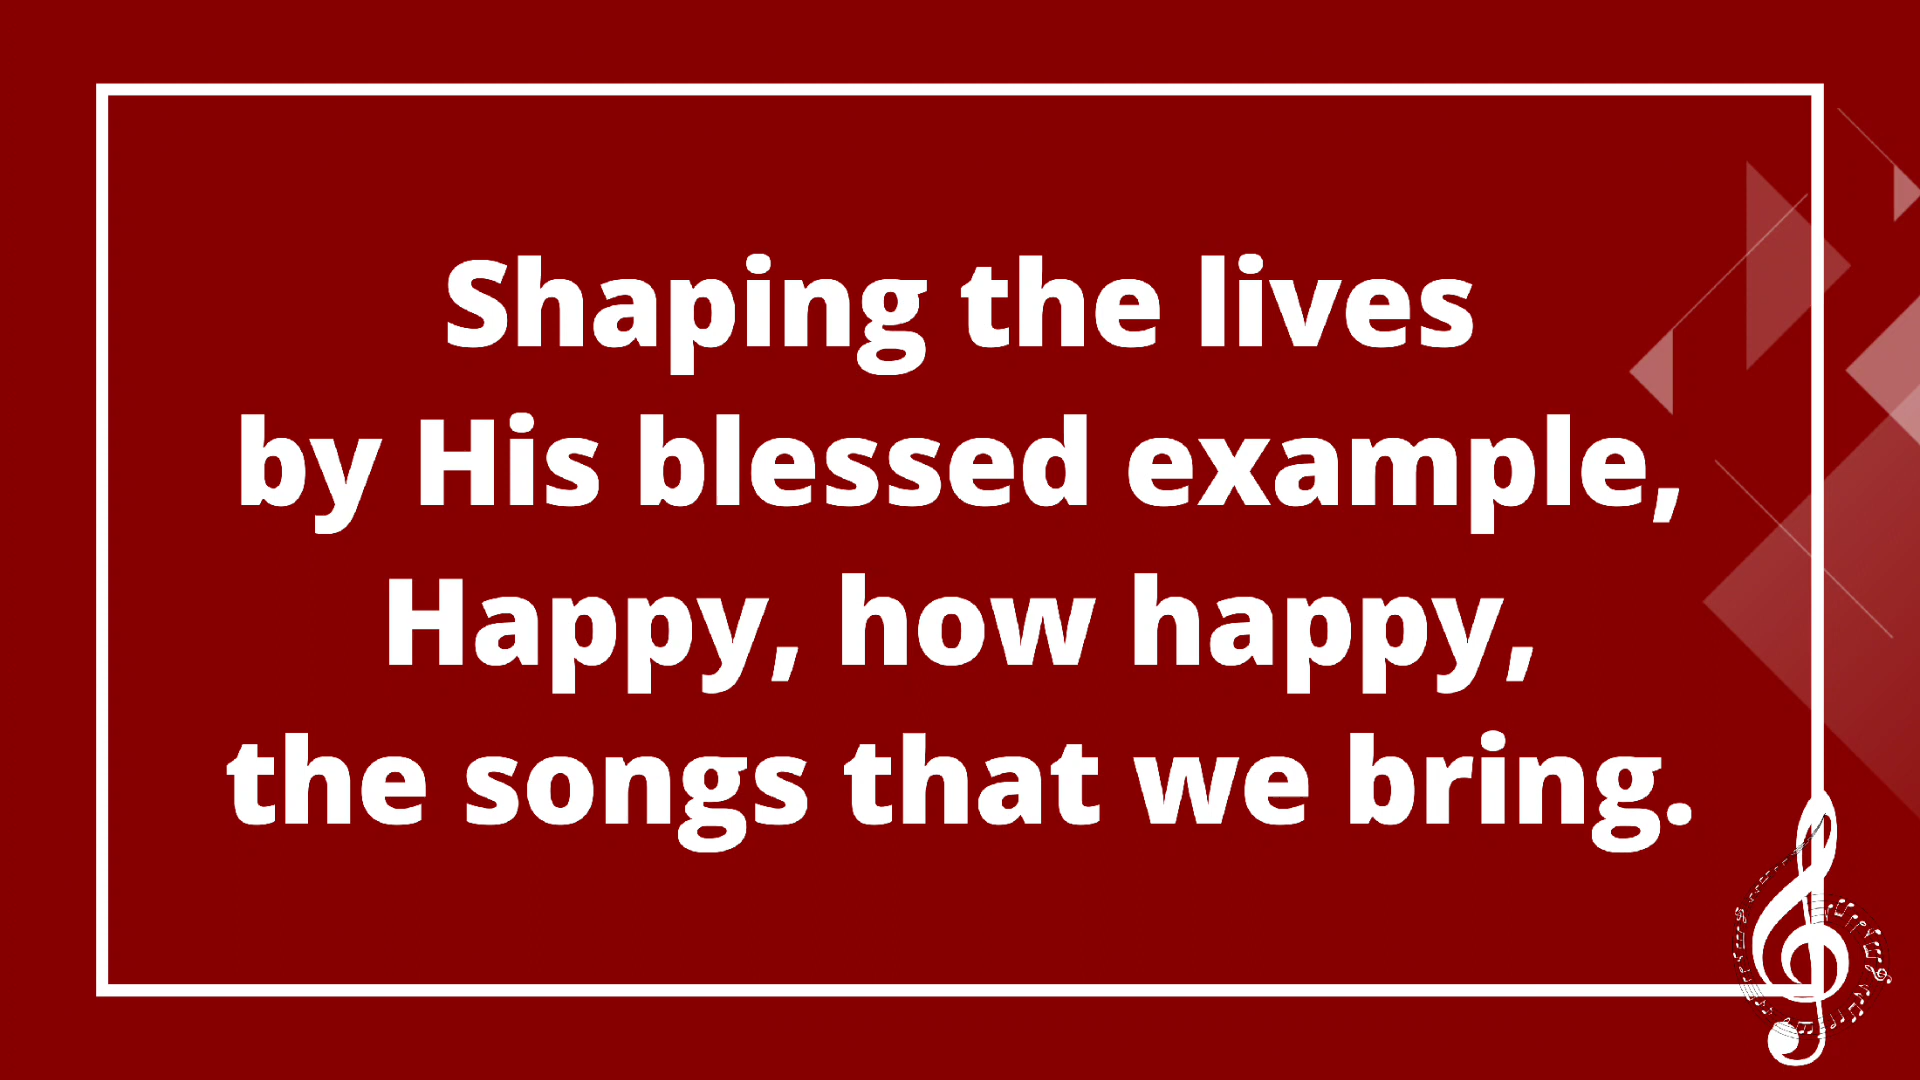 Shaping the lives
by His blessed example,
Happy, how happy,
the songs that we bring.